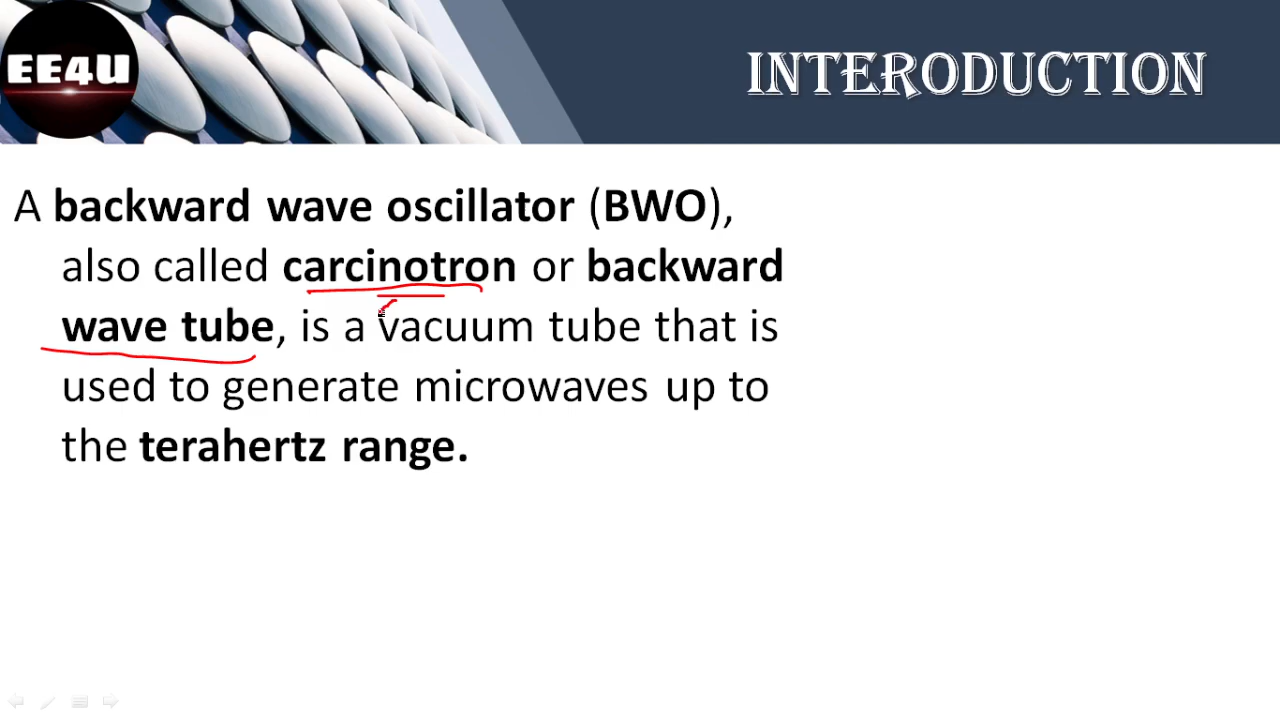 EE4U
INTERODUCTION
A backward wave oscillator (BWO),
also called carcinotron or backward
wave tube, is a vacuum tube that is
used to generate microwaves up to
the terahertz range.